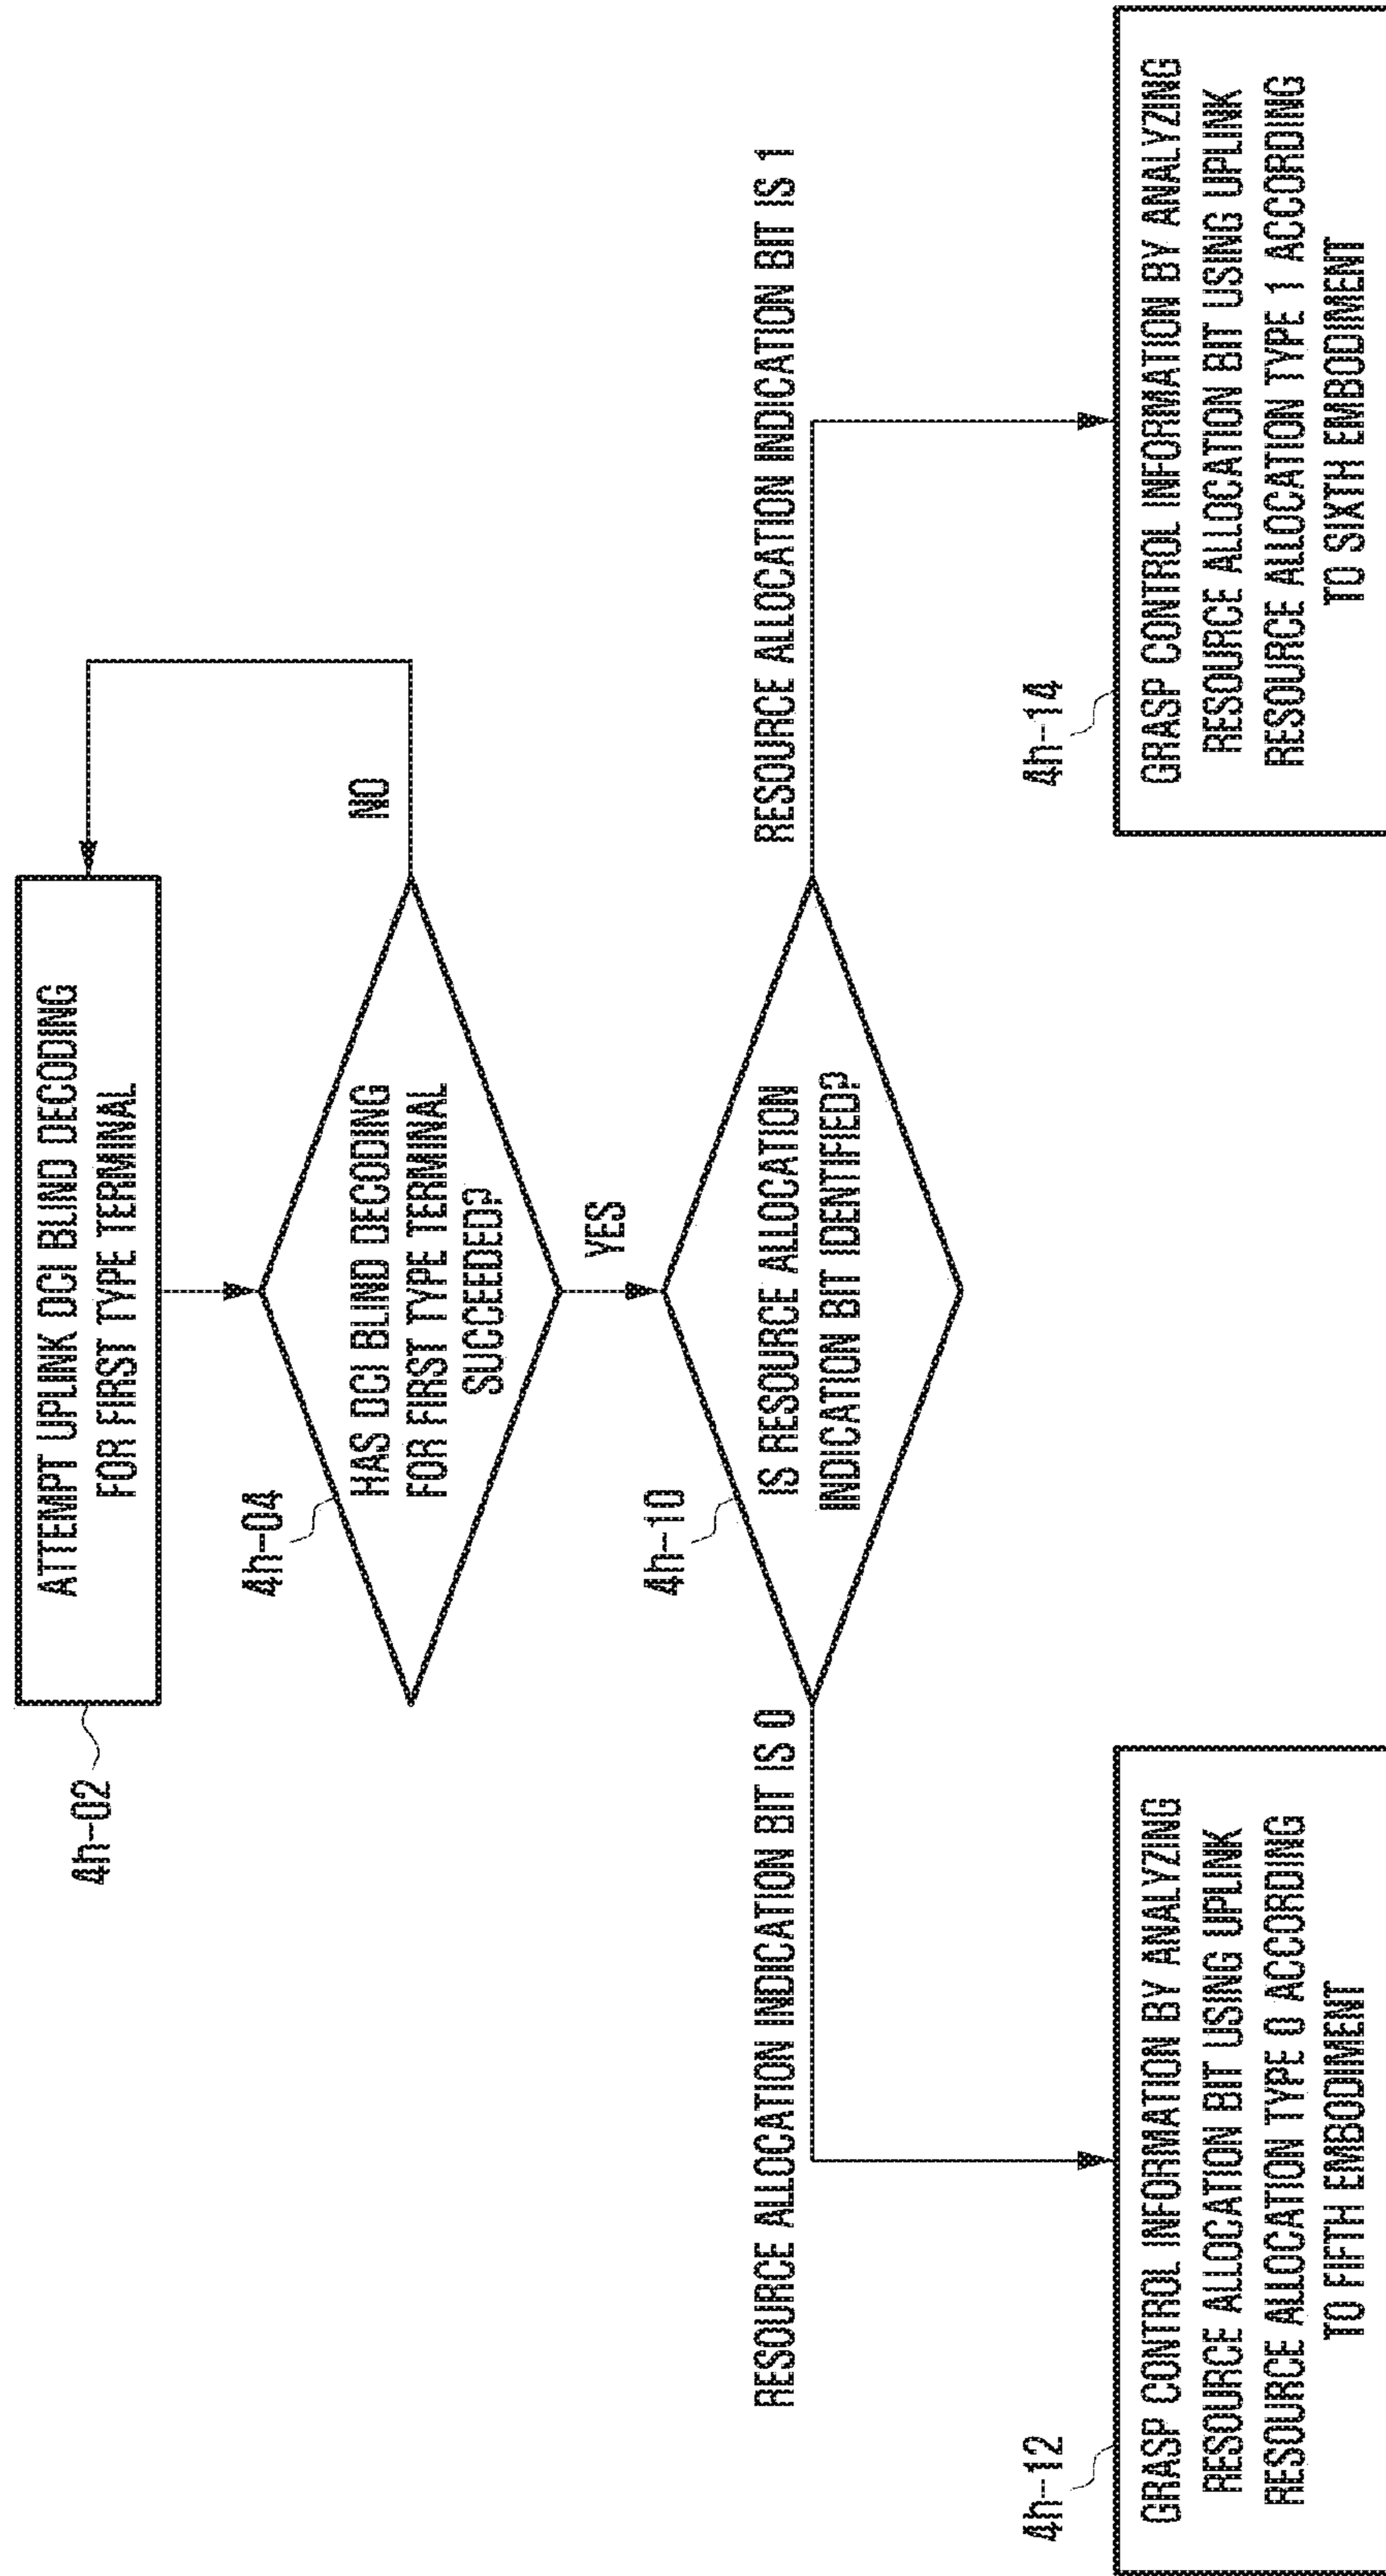 4h-02
ATTEMPT UPLINK DCI BLIND DECODING
FOR FIRST TYPE TERMINAL
4h-04
HAS DCI BLIND DECODING
FOR FIRST TYPE TERMINAL
SUCCEEDED?
NO
YES
4h-10
IS RESOURCE ALLOCATION
INDICATION BIT IDENTIFIED?
RESOURCE ALLOCATION INDICATION BIT IS 0
RESOURCE ALLOCATION INDICATION BIT IS 1
4h-12
GRASP CONTROL INFORMATION BY ANALYZING
RESOURCE ALLOCATION BIT USING UPLINK
RESOURCE ALLOCATION TYPE 0 ACCORDING
TO FIFTH EMBODIMENT
4h-14
GRASP CONTROL INFORMATION BY ANALYZING
RESOURCE ALLOCATION BIT USING UPLINK
RESOURCE ALLOCATION TYPE 1 ACCORDING
TO SIXTH EMBODIMENT